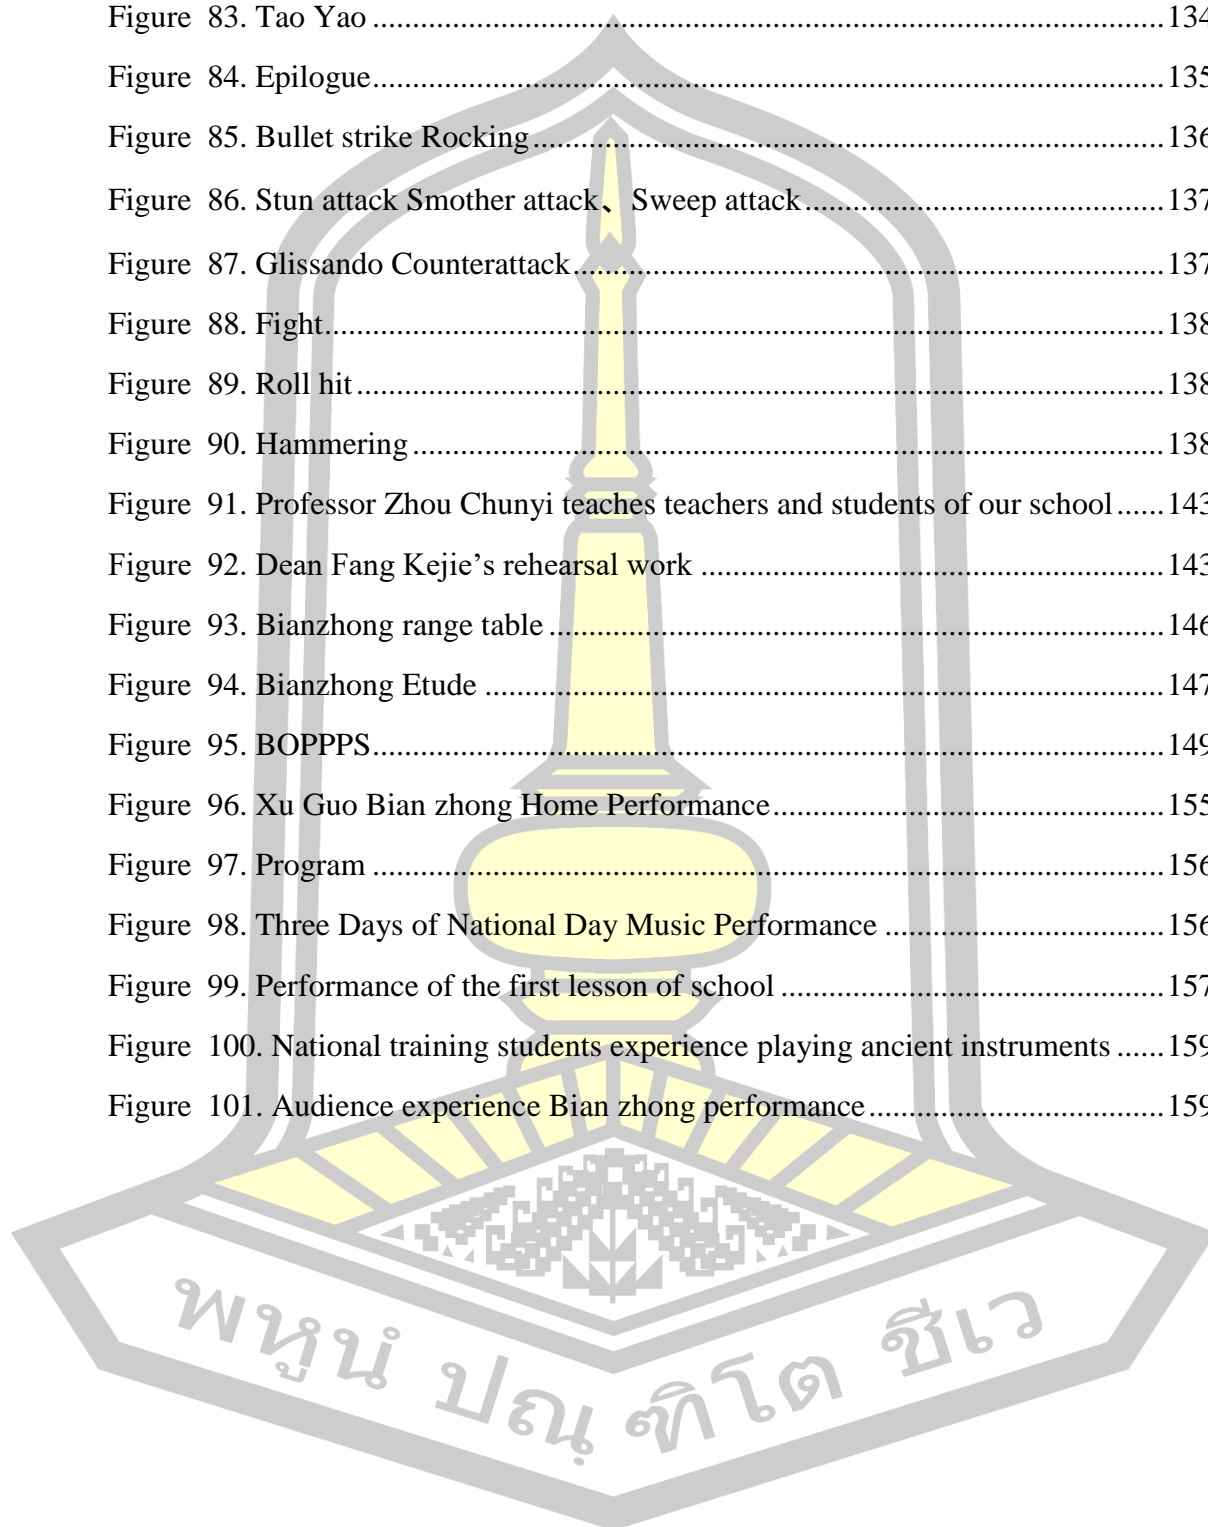 Figure 83. Tao Yao ........ 134
Figure 84. Epilogue ........ 135
Figure 85. Bullet strike Rocking ........ 136
Figure 86. Stun attack Smother attack、Sweep attack ........ 137
Figure 87. Glissando Counterattack ........ 137
Figure 88. Fight ........ 138
Figure 89. Roll hit ........ 138
Figure 90. Hammering ........ 138
Figure 91. Professor Zhou Chunyi teaches teachers and students of our school ...... 143
Figure 92. Dean Fang Kejie’s rehearsal work ........ 143
Figure 93. Bianzhong range table ........ 146
Figure 94. Bianzhong Etude ........ 147
Figure 95. BOPPPS ........ 149
Figure 96. Xu Guo Bian zhong Home Performance ........ 155
Figure 97. Program ........ 156
Figure 98. Three Days of National Day Music Performance ........ 156
Figure 99. Performance of the first lesson of school ........ 157
Figure 100. National training students experience playing ancient instruments ...... 159
Figure 101. Audience experience Bian zhong performance ........ 159
พหูนํ ปณฺฑิโต ชีเว